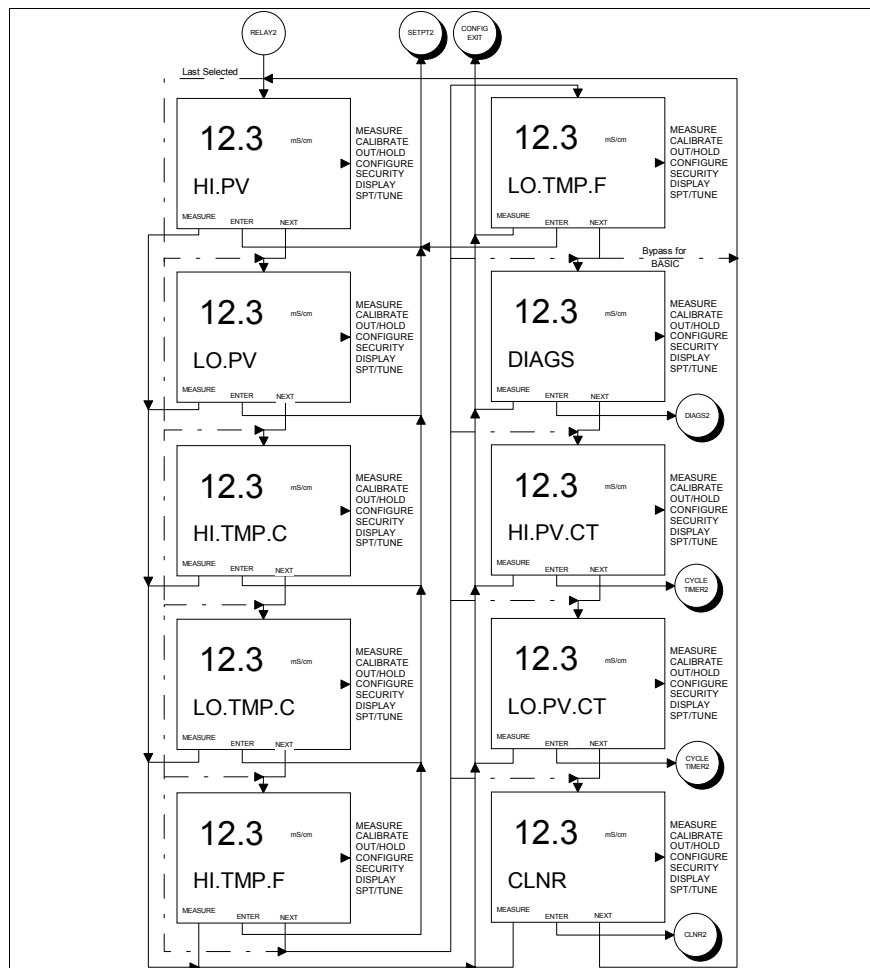 RELAY2
SETPT2
CONFIG
EXIT
Last Selected
12.3 mS/cm
HI.PV
MEASURE ENTER NEXT
MEASURE
CALIBRATE
OUT/HOLD
CONFIGURE
SECURITY
DISPLAY
SPT/TUNE
12.3 mS/cm
LO.PV
MEASURE ENTER NEXT
MEASURE
CALIBRATE
OUT/HOLD
CONFIGURE
SECURITY
DISPLAY
SPT/TUNE
12.3 mS/cm
HI.TMP.C
MEASURE ENTER NEXT
MEASURE
CALIBRATE
OUT/HOLD
CONFIGURE
SECURITY
DISPLAY
SPT/TUNE
12.3 mS/cm
LO.TMP.C
MEASURE ENTER NEXT
MEASURE
CALIBRATE
OUT/HOLD
CONFIGURE
SECURITY
DISPLAY
SPT/TUNE
12.3 mS/cm
HI.TMP.F
MEASURE ENTER NEXT
MEASURE
CALIBRATE
OUT/HOLD
CONFIGURE
SECURITY
DISPLAY
SPT/TUNE
12.3 mS/cm
LO.TMP.F
MEASURE ENTER NEXT
MEASURE
CALIBRATE
OUT/HOLD
CONFIGURE
SECURITY
DISPLAY
SPT/TUNE
Bypass for
BASIC
12.3 mS/cm
DIAGS
MEASURE ENTER NEXT
MEASURE
CALIBRATE
OUT/HOLD
CONFIGURE
SECURITY
DISPLAY
SPT/TUNE
DIAGS2
12.3 mS/cm
HI.PV.CT
MEASURE ENTER NEXT
MEASURE
CALIBRATE
OUT/HOLD
CONFIGURE
SECURITY
DISPLAY
SPT/TUNE
CYCLE
TIMER2
12.3 mS/cm
LO.PV.CT
MEASURE ENTER NEXT
MEASURE
CALIBRATE
OUT/HOLD
CONFIGURE
SECURITY
DISPLAY
SPT/TUNE
CYCLE
TIMER2
12.3 mS/cm
CLNR
MEASURE ENTER NEXT
MEASURE
CALIBRATE
OUT/HOLD
CONFIGURE
SECURITY
DISPLAY
SPT/TUNE
CLNR2